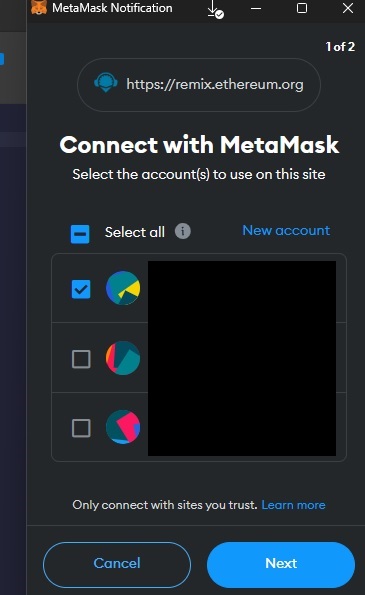 MetaMask Notification
1 of 2
https://remix.ethereum.org
Connect with MetaMask
Select the account(s) to use on this site
Select all
New account
Only connect with sites you trust. Learn more
Cancel
Next